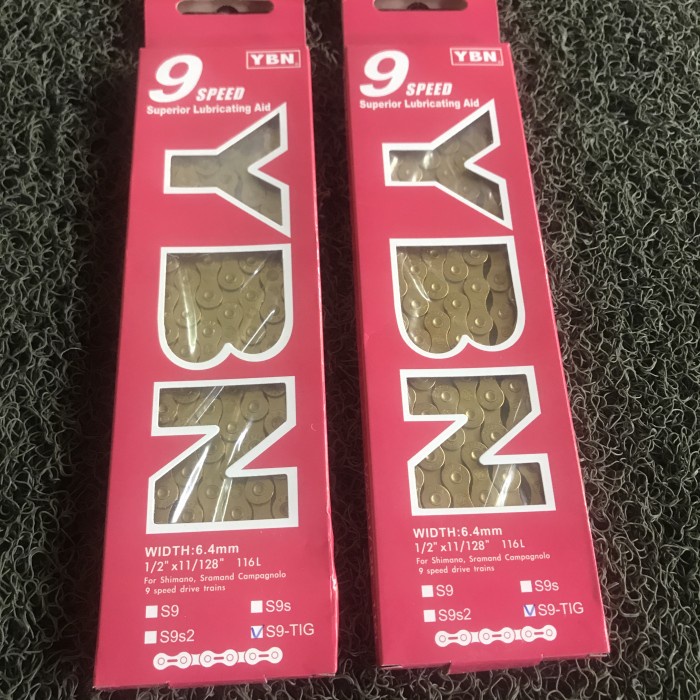 9 SPEED
YBN
Superior Lubricating Aid
YBN
WIDTH:6.4mm
1/2" x11/128" 116L
For Shimano, Sramand Campagnolo
9 speed drive trains
S9
S9s
S9s2
S9-TIG
9 SPEED
YBN
Superior Lubricating Aid
YBN
WIDTH:6.4mm
1/2" x11/128" 116L
For Shimano, Sramand Campagnolo
9 speed drive trains
S9
S9s
S9s2
S9-TIG